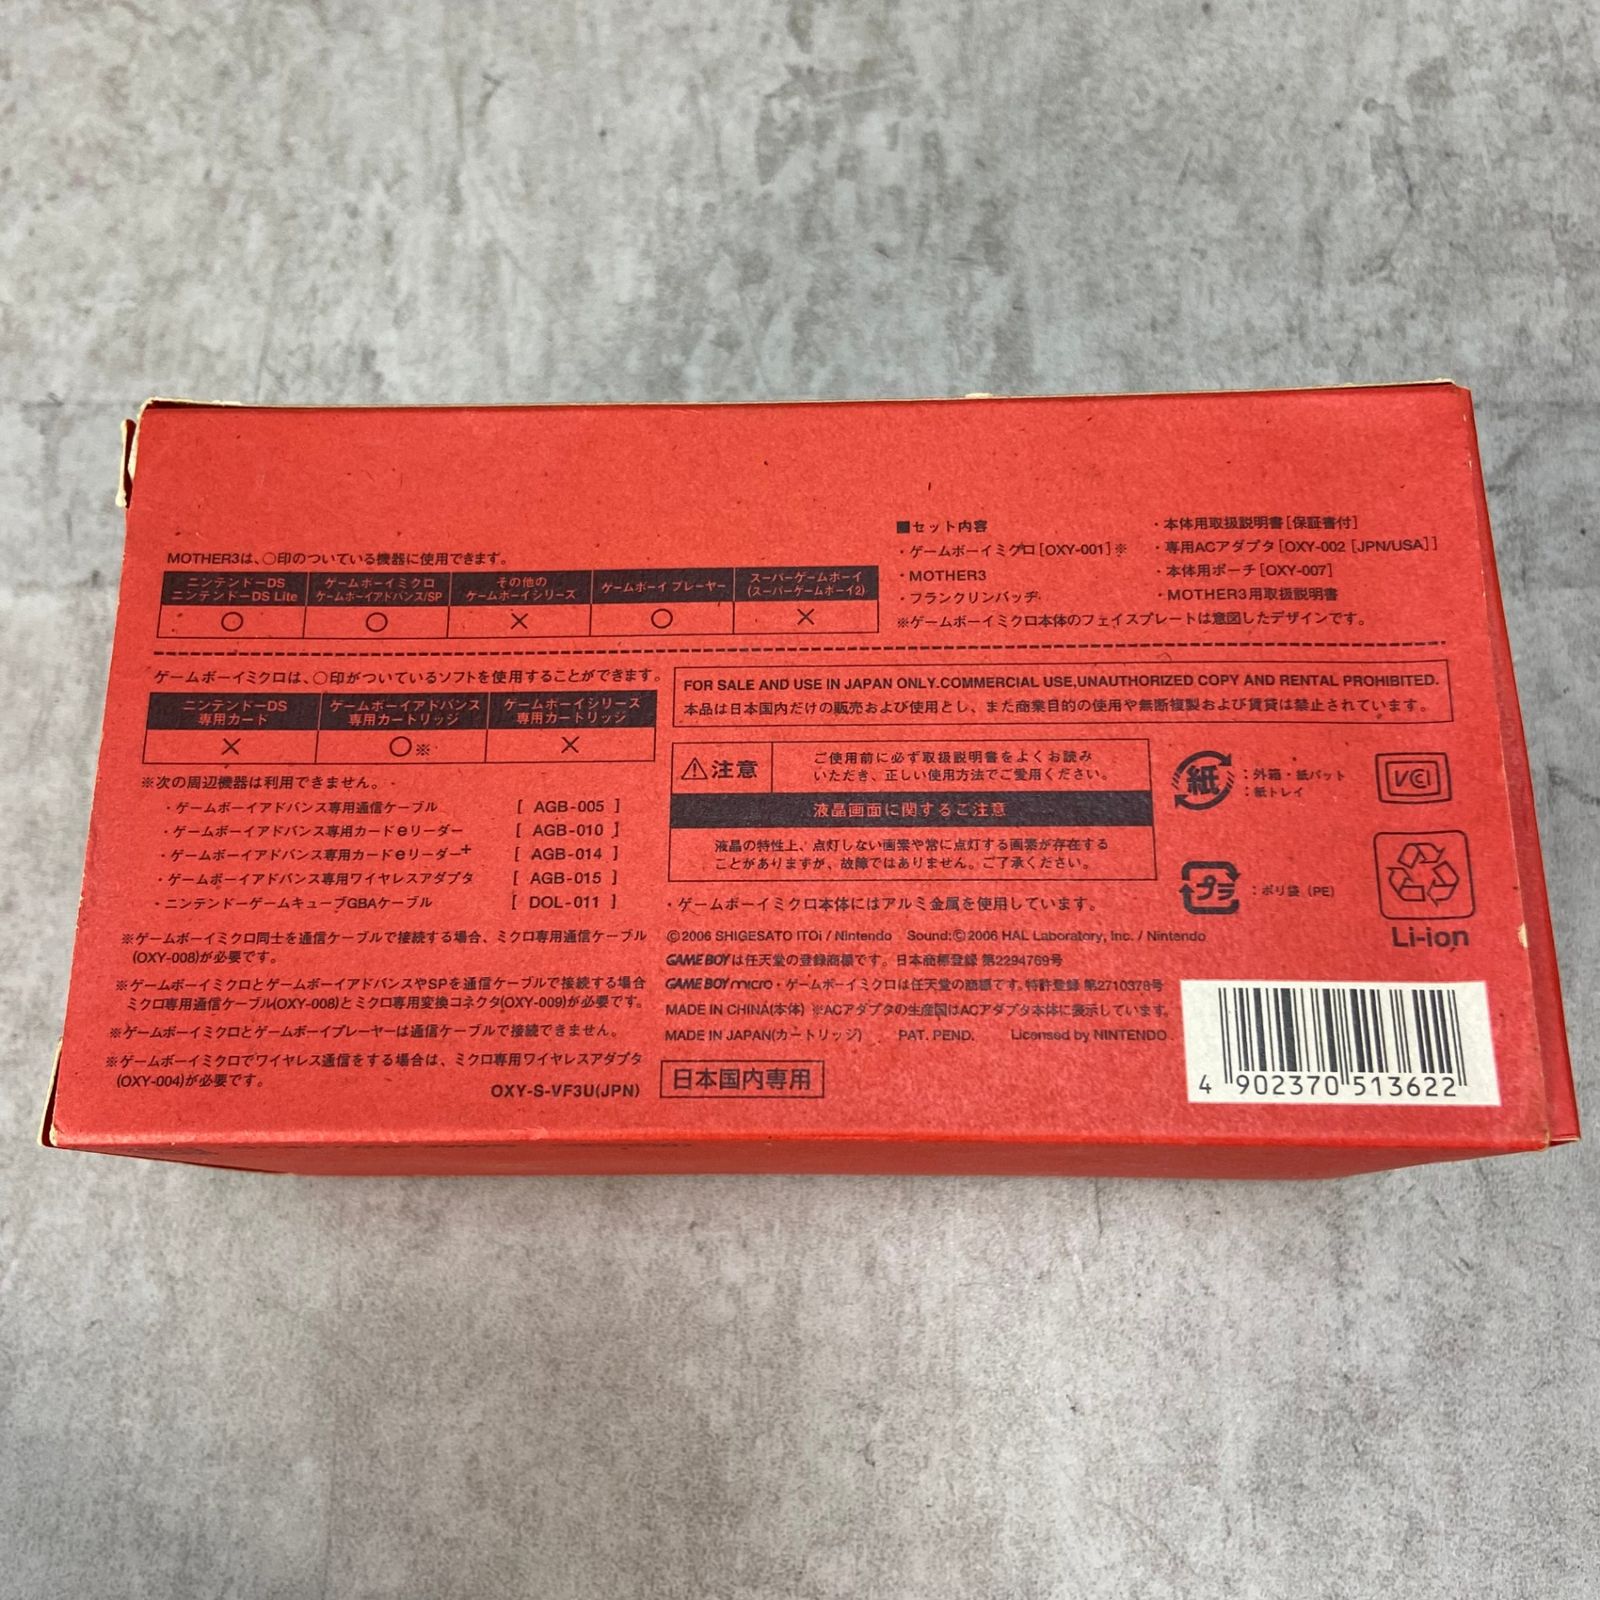 MOTHER3は、○印のついている機器に使用できます。
ニンテンドーDS
ニンテンドーDS Lite
ゲームボーイミクロ
ゲームボーイアドバンス/SP
その他の
ゲームボーイシリーズ
ゲームボーイ プレーヤー
スーパーゲームボーイ
(スーパーゲームボーイ2)
○ ○ × ○ ×
■セット内容
・ゲームボーイミクロ[OXY-001]※
・MOTHER3
・フランクリンバッヂ
・本体用取扱説明書[保証書付]
・専用ACアダプタ[OXY-002 [JPN/USA]]
・本体用ポーチ[OXY-007]
・MOTHER3用取扱説明書
※ゲームボーイミクロ本体のフェイスプレートは意図したデザインです。
ゲームボーイミクロは、○印がついているソフトを使用することができます。
ニンテンドーDS
専用カード
ゲームボーイアドバンス
専用カートリッジ
ゲームボーイシリーズ
専用カートリッジ
× ○※ ×
※次の周辺機器は利用できません。
・ゲームボーイアドバンス専用通信ケーブル [ AGB-005 ]
・ゲームボーイアドバンス専用カードeリーダー [ AGB-010 ]
・ゲームボーイアドバンス専用カードeリーダー+ [ AGB-014 ]
・ゲームボーイアドバンス専用ワイヤレスアダプタ [ AGB-015 ]
・ニンテンドーゲームキューブGBAケーブル [ DOL-011 ]
※ゲームボーイミクロ同士を通信ケーブルで接続する場合、ミクロ専用通信ケーブル
(OXY-008)が必要です。
※ゲームボーイミクロとゲームボーイアドバンスやSPを通信ケーブルで接続する場合
ミクロ専用通信ケーブル(OXY-008)とミクロ専用変換コネクタ(OXY-009)が必要です。
※ゲームボーイミクロとゲームボーイプレーヤーは通信ケーブルで接続できません。
※ゲームボーイミクロでワイヤレス通信をする場合は、ミクロ専用ワイヤレスアダプタ
(OXY-004)が必要です。
OXY-S-VF3U(JPN)
FOR SALE AND USE IN JAPAN ONLY.COMMERCIAL USE,UNAUTHORIZED COPY AND RENTAL PROHIBITED.
本品は日本国内だけの販売および使用とし、また商業目的の使用や無断複製および賃貸は禁止されています。
⚠注意
ご使用前に必ず取扱説明書をよくお読み
いただき、正しい使用方法でご愛用ください。
液晶画面に関するご注意
液晶の特性上、点灯しない画素や常に点灯する画素が存在する
ことがありますが、故障ではありません。ご了承ください。
・ゲームボーイミクロ本体にはアルミ金属を使用しています。
©2006 SHIGESATO ITOi / Nintendo Sound:©2006 HAL Laboratory, Inc. / Nintendo
GAME BOYは任天堂の登録商標です。日本商標登録 第2294769号
GAME BOY micro・ゲームボーイミクロは任天堂の商標です。特許登録 第2710378号
MADE IN CHINA(本体) ※ACアダプタの生産国はACアダプタ本体に表示しています。
MADE IN JAPAN(カートリッジ) PAT. PEND. Licensed by NINTENDO
日本国内専用
紙
:外箱・紙パット
:紙トレイ
VCCI
プラ
:ポリ袋(PE)
Li-ion
4 902370 513622